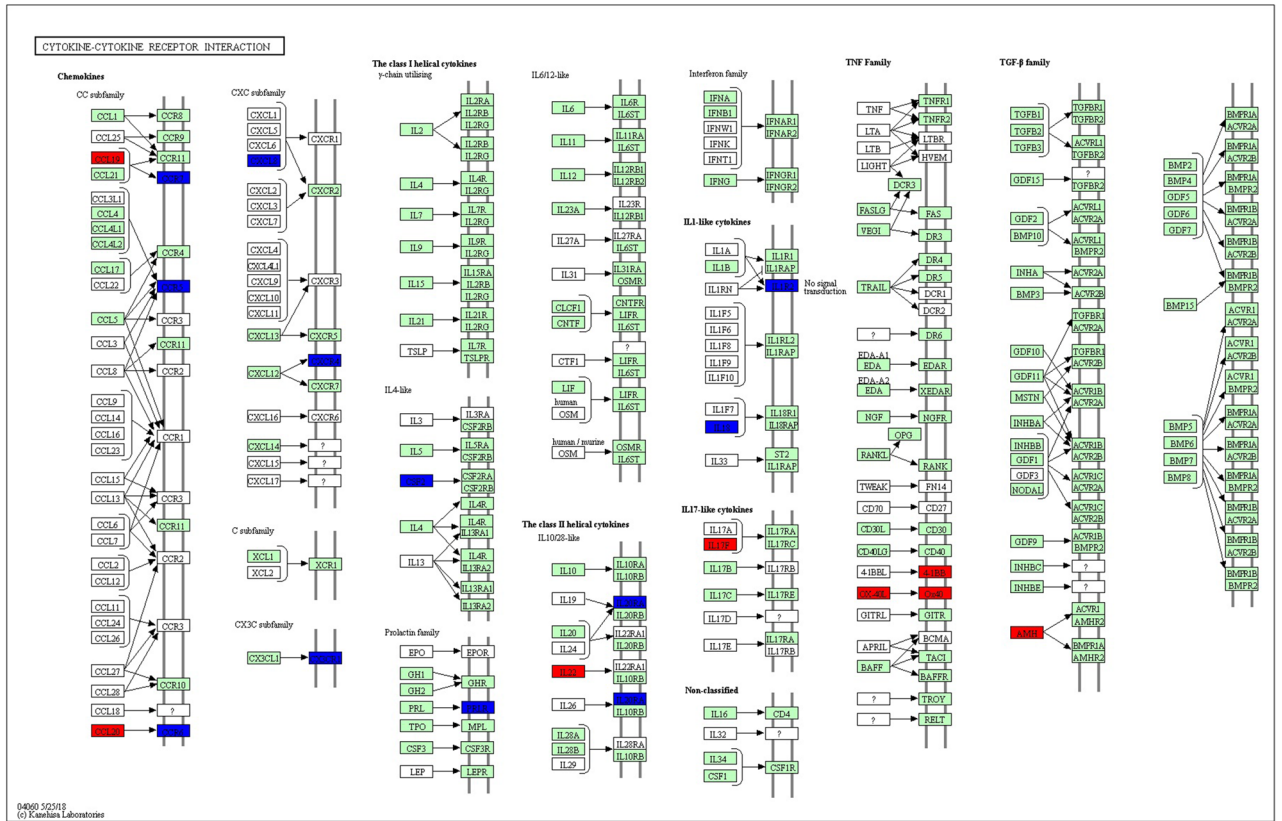 CYTOKINE-CYTOKINE RECEPTOR INTERACTION
Chemokines
CC subfamily
CCL1
CCR8
CCL25
CCR9
CCL19
CCR11
CCL21
CCL3L1
CCL4
CCL4L1
CCL4L2
CCR4
CCL17
CCL22
CCL5
CCR3
CCR11
CCL3
CCL8
CCR2
CCL9
CCL14
CCL16
CCL23
CCR1
CCL15
CCL13
CCR3
CCL6
CCR11
CCL7
CCL2
CCR2
CCL12
CCL11
CCL24
CCR3
CCL26
CCL27
CCL28
CCR10
CCL18
?
CCL20
CXC subfamily
CXCL1
CXCL5
CXCL6
CXCR1
CXCL2
CXCR2
CXCL3
CXCL7
CXCL4
CXCL4L1
CXCL9
CXCR3
CXCL10
CXCL11
CXCL13
CXCR5
CXCR4
CXCL12
CXCR7
CXCL16
CXCR6
CXCL14
?
CXCL15
?
CXCL17
?
C subfamily
XCL1
XCR1
XCL2
CX3C subfamily
CX3CL1
The class I helical cytokines
γ-chain utilising
IL2RA
IL2RB
IL2RG
IL2
IL2RB
IL2RG
IL4
IL4R
IL2RG
IL7
IL7R
IL2RG
IL9
IL9R
IL2RG
IL15
IL15RA
IL2RB
IL2RG
IL21
IL21R
IL2RG
TSLP
IL7R
TSLPR
IL4-like
IL3
IL3RA
CSF2RB
IL5
IL5RA
CSF2RB
CSF2
CSF2RA
CSF2RB
IL4R
IL4
IL4R
IL13RA1
IL13
IL4R
IL13RA2
IL13RA1
IL13RA2
Prolactin family
EPO
EPOR
GH1
GHR
GH2
PRL
PRLR
TPO
MPL
CSF3
CSF3R
LEP
LEPR
IL6/12-like
IL6
IL6R
IL6ST
IL11
IL11RA
IL6ST
IL12
IL12RB1
IL12RB2
IL23A
IL23R
IL12RB1
IL27A
IL27RA
IL6ST
IL31
IL31RA
OSMR
CLCF1
CNTF
CNTFR
LIFR
IL6ST
CTF1
?
LIFR
IL6ST
LIF
human
OSM
LIFR
IL6ST
human / murine
OSM
OSMR
IL6ST
The class II helical cytokines
IL10/28-like
IL10
IL10RA
IL10RB
IL19
IL20RB
IL20
IL24
IL22RA1
IL20RB
IL22
IL22RA1
IL10RB
IL26
IL10RB
IL28A
IL28B
IL29
IL28RA
IL10RB
Interferon family
IFNA
IFNB1
IFNW1
IFNK
IFNT1
IFNAR1
IFNAR2
IFNG
IFNGR1
IFNGR2
IL1-like cytokines
IL1A
IL1B
IL1R1
IL1RAP
IL1RN
No signal
transduction
IL1F5
IL1F6
IL1F8
IL1F9
IL1F10
IL1RL2
IL1RAP
IL1F7
IL18R1
IL18RAP
IL33
ST2
IL1RAP
IL17-like cytokines
IL17A
IL17F
IL17RA
IL17RC
IL17B
IL17RB
IL17C
IL17RE
IL17D
?
IL17E
IL17RA
IL17RB
Non-classified
IL16
CD4
IL32
?
IL34
CSF1
CSF1R
TNF Family
TNF
TNFR1
LTA
TNFR2
LTB
LTBR
LIGHT
HVEM
DCR3
FASLG
FAS
VEGI
DR3
DR4
TRAIL
DR5
DCR1
DCR2
?
DR6
EDA-A1
EDA
EDAR
EDA-A2
EDA
XEDAR
NGF
NGFR
OPG
RANKL
RANK
TWEAK
FN14
CD70
CD27
CD30L
CD30
CD40LG
CD40
4-1BBL
4-1BB
OX-40L
Ox40
GITRL
GITR
APRIL
BCMA
TACI
BAFF
BAFFR
?
TROY
?
RELT
TGF-β family
TGFB1
TGFB2
TGFB3
TGFBR1
TGFBR2
ACVRL1
TGFBR2
GDF15
?
TGFBR2
GDF2
BMP10
ACVRL1
ACVR2A
ACVRL1
BMPR2
INHA
ACVR2A
BMP3
ACVR2B
TGFBR1
ACVR2A
GDF10
TGFBR1
ACVR2A
GDF11
MSTN
ACVR1B
ACVR2A
INHBA
INHBB
GDF1
GDF3
NODAL
ACVR1B
ACVR2B
ACVR1C
ACVR2A
ACVR1C
ACVR2B
GDF9
ACVR1B
BMPR2
INHBC
?
INHBE
?
AMH
ACVR1
AMHR2
BMPR1A
AMHR2
BMP2
BMP4
GDF5
GDF6
GDF7
BMPR1A
ACVR2A
BMPR1A
ACVR2B
BMPR1A
BMPR2
BMPR1B
ACVR2A
BMPR1B
ACVR2B
BMPR1B
BMPR2
BMP15
BMP5
BMP6
BMP7
BMP8
ACVR1
ACVR2A
ACVR1
ACVR2B
ACVR1
BMPR2
BMPR1A
ACVR2A
BMPR1A
ACVR2B
BMPR1A
BMPR2
BMPR1B
ACVR2A
BMPR1B
ACVR2B
BMPR1B
BMPR2
04060 5/25/18
(c) Kanehisa Laboratories